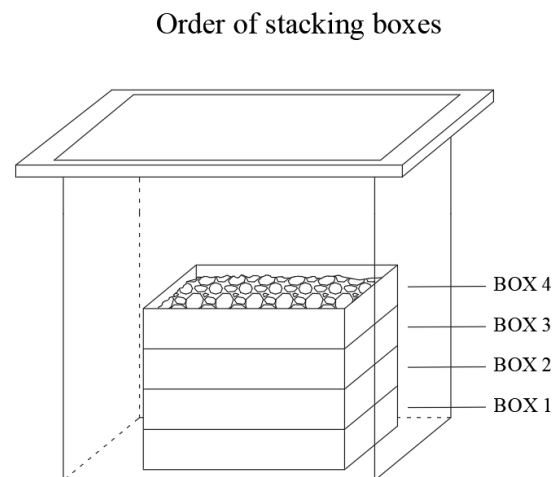 Order of stacking boxes
BOX 4
BOX 3
BOX 2
BOX 1